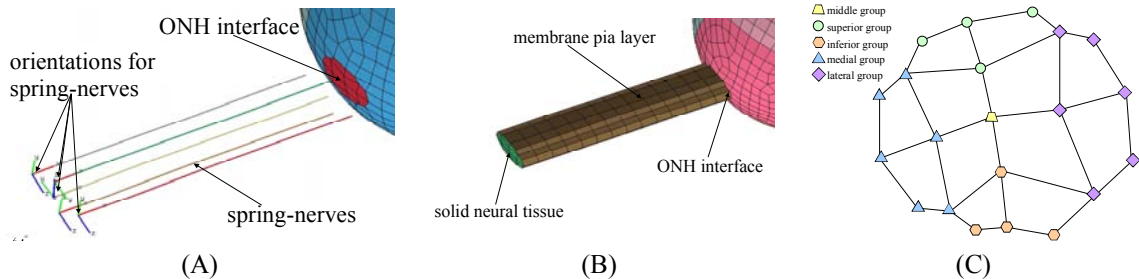 ONH interface
orientations for
spring-nerves
spring-nerves
(A)
membrane pia layer
ONH interface
solid neural tissue
(B)
middle group
superior group
inferior group
medial group
lateral group
(C)